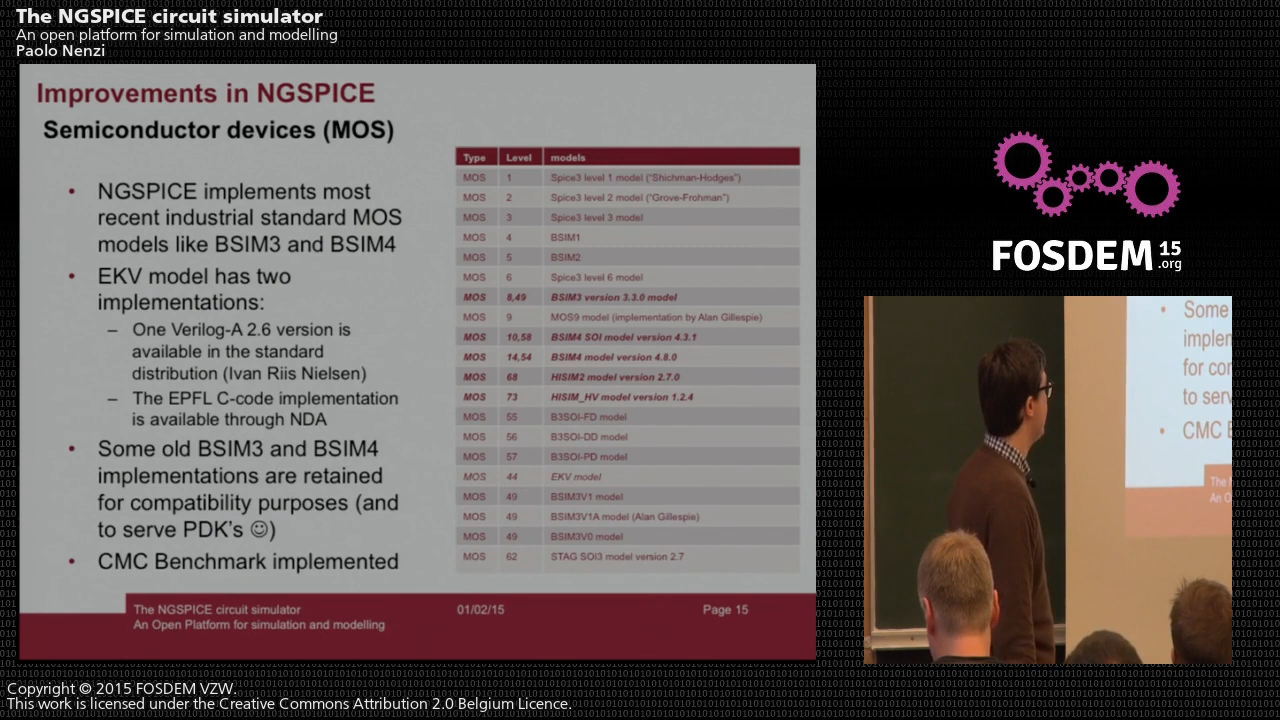 The NGSPICE circuit simulator
An open platform for simulation and modelling
Paolo Nenzi
Improvements in NGSPICE
Semiconductor devices (MOS)
• NGSPICE implements most
recent industrial standard MOS
models like BSIM3 and BSIM4
• EKV model has two
implementations:
– One Verilog-A 2.6 version is
available in the standard
distribution (Ivan Riis Nielsen)
– The EPFL C-code implementation
is available through NDA
• Some old BSIM3 and BSIM4
implementations are retained
for compatibility purposes (and
to serve PDK's ☺)
• CMC Benchmark implemented
Type Level models
MOS 1 Spice3 level 1 model ("Shichman-Hodges")
MOS 2 Spice3 level 2 model ("Grove-Frohman")
MOS 3 Spice3 level 3 model
MOS 4 BSIM1
MOS 5 BSIM2
MOS 6 Spice3 level 6 model
MOS 8,49 BSIM3 version 3.3.0 model
MOS 9 MOS9 model (implementation by Alan Gillespie)
MOS 10,58 BSIM4 SOI model version 4.3.1
MOS 14,54 BSIM4 model version 4.8.0
MOS 68 HISIM2 model version 2.7.0
MOS 73 HISIM_HV model version 1.2.4
MOS 55 B3SOI-FD model
MOS 56 B3SOI-DD model
MOS 57 B3SOI-PD model
MOS 44 EKV model
MOS 49 BSIM3V1 model
MOS 49 BSIM3V1A model (Alan Gillespie)
MOS 49 BSIM3V0 model
MOS 62 STAG SOI3 model version 2.7
The NGSPICE circuit simulator 01/02/15 Page 15
An Open Platform for simulation and modelling
FOSDEM 15 .org
• Some
implem
for con
to serv
• CMC B
The N
An O
Copyright © 2015 FOSDEM VZW.
This work is licensed under the Creative Commons Attribution 2.0 Belgium Licence.